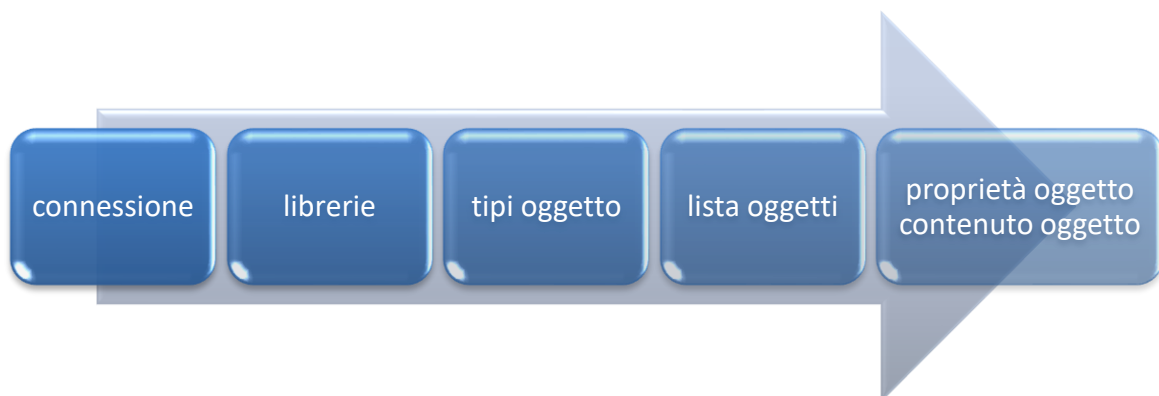 connessione
librerie
tipi oggetto
lista oggetti
proprietà oggetto
contenuto oggetto